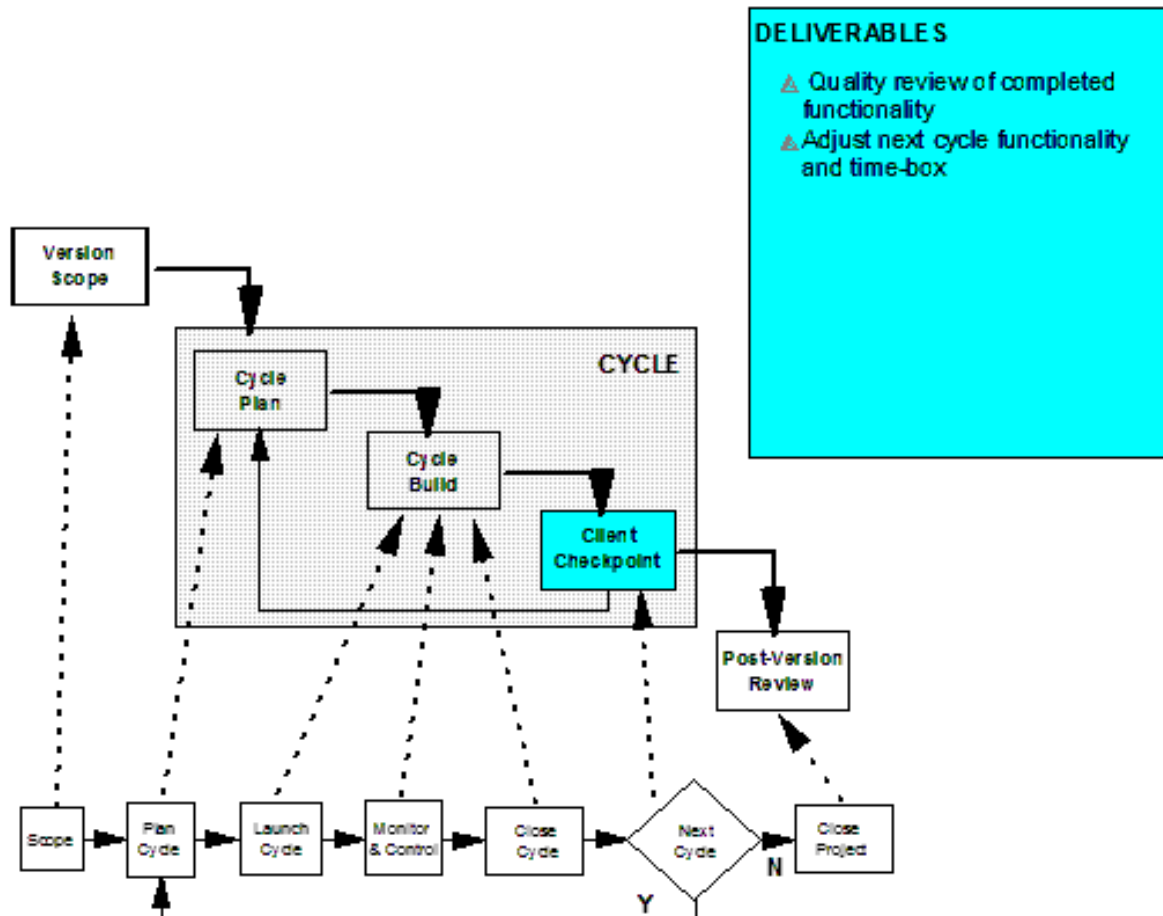 DELIVERABLES
Quality review of completed
functionality
Adjust next cycle functionality
and time-box
Version
Scope
CYCLE
Cycle
Plan
Cycle
Build
Client
Checkpoint
Post-Version
Review
Scope
Plan
Cycle
Launch
Cycle
Monitor
& Control
Close
Cycle
Next
Cycle
Close
Project
N
Y